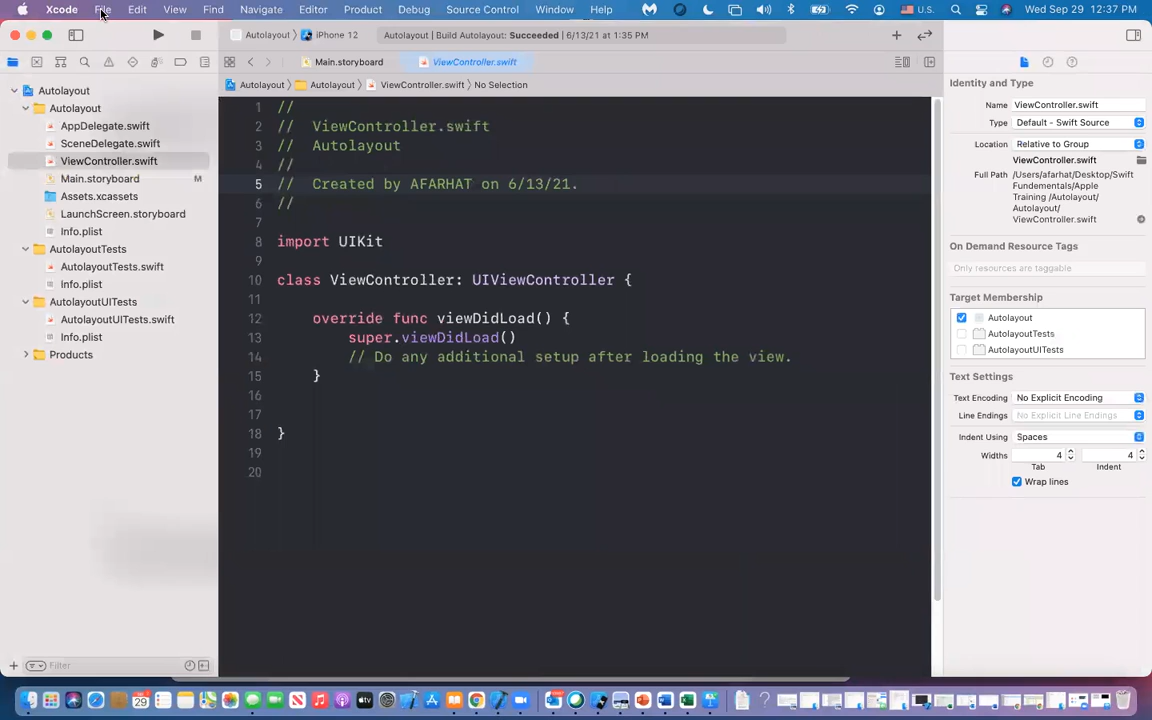 Xcode File Edit View Find Navigate Editor Product Debug Source Control Window Help U.S. Wed Sep 29 12:37 PM
Autolayout iPhone 12 Autolayout | Build Autolayout: Succeeded | 6/13/21 at 1:35 PM
Main.storyboard ViewController.swift
Autolayout Autolayout ViewController.swift No Selection
Autolayout
Autolayout
AppDelegate.swift
SceneDelegate.swift
ViewController.swift
Main.storyboard M
Assets.xcassets
LaunchScreen.storyboard
Info.plist
AutolayoutTests
AutolayoutTests.swift
Info.plist
AutolayoutUITests
AutolayoutUITests.swift
Info.plist
Products
Filter
1 //
2 // ViewController.swift
3 // Autolayout
4 //
5 // Created by AFARHAT on 6/13/21.
6 //
7
8 import UIKit
9
10 class ViewController: UIViewController {
11
12 override func viewDidLoad() {
13 super.viewDidLoad()
14 // Do any additional setup after loading the view.
15 }
16
17
18 }
19
20
Identity and Type
Name ViewController.swift
Type Default - Swift Source
Location Relative to Group
ViewController.swift
Full Path /Users/afarhat/Desktop/Swift
Fundementals/Apple
Training /Autolayout/
Autolayout/
ViewController.swift
On Demand Resource Tags
Only resources are taggable
Target Membership
Autolayout
AutolayoutTests
AutolayoutUITests
Text Settings
Text Encoding No Explicit Encoding
Line Endings No Explicit Line Endings
Indent Using Spaces
Widths 4 4
Tab Indent
Wrap lines